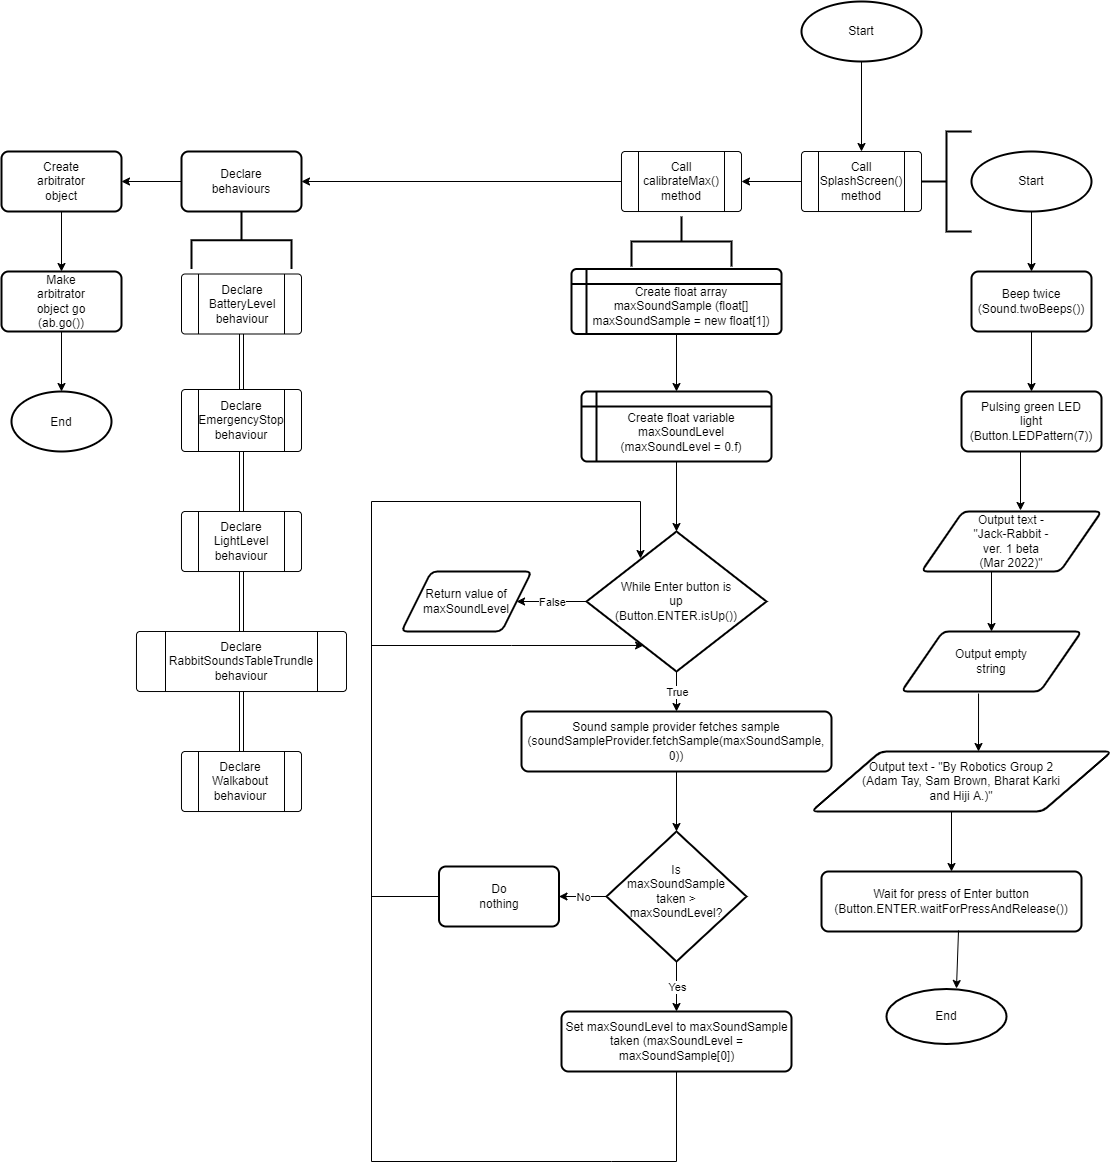 Start
Create
arbitrator
object
Declare
behaviours
Call
calibrateMax()
method
Call
SplashScreen()
method
Start
Make
arbitrator
object go
(ab.go())
End
Declare
BatteryLevel
behaviour
Declare
EmergencyStop
behaviour
Declare
LightLevel
behaviour
Declare
RabbitSoundsTableTrundle
behaviour
Declare
Walkabout
behaviour
Create float array
maxSoundSample (float[]
maxSoundSample = new float[1])
Create float variable
maxSoundLevel
(maxSoundLevel = 0.f)
While Enter button is
up
(Button.ENTER.isUp())
False
Return value of
maxSoundLevel
True
Sound sample provider fetches sample
(soundSampleProvider.fetchSample(maxSoundSample,
0))
Is
maxSoundSample
taken >
maxSoundLevel?
No
Do
nothing
Yes
Set maxSoundLevel to maxSoundSample
taken (maxSoundLevel =
maxSoundSample[0])
Beep twice
(Sound.twoBeeps())
Pulsing green LED
light
(Button.LEDPattern(7))
Output text -
"Jack-Rabbit -
ver. 1 beta
(Mar 2022)"
Output empty
string
Output text - "By Robotics Group 2
(Adam Tay, Sam Brown, Bharat Karki
and Hiji A.)"
Wait for press of Enter button
(Button.ENTER.waitForPressAndRelease())
End